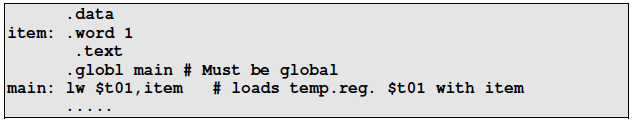 .data
item: .word 1
.text
.globl main # Must be global
main: lw $t01,item # loads temp.reg. $t01 with item
.....